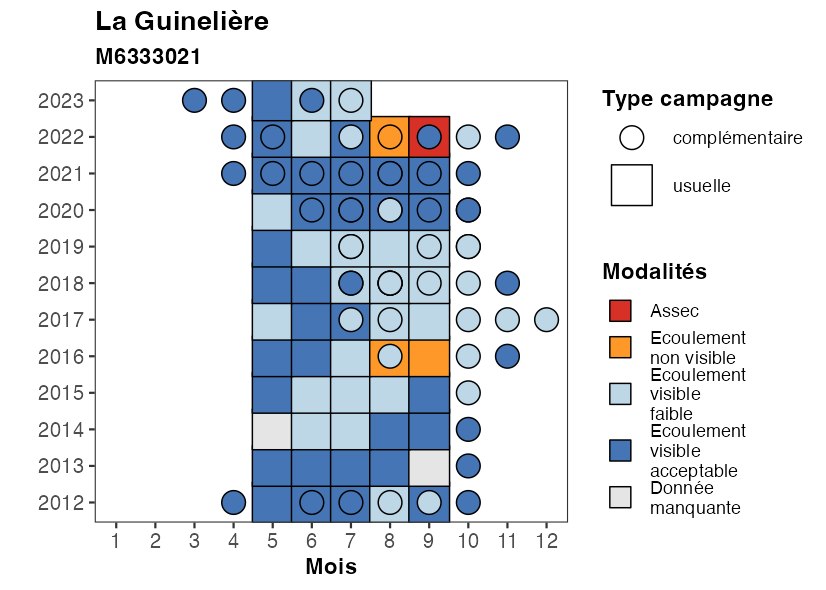 La Guinelière
M6333021
2023
2022
2021
2020
2019
2018
2017
2016
2015
2014
2013
2012
1 2 3 4 5 6 7 8 9 10 11 12
Mois
Type campagne
complémentaire
usuelle
Modalités
Assec
Ecoulement
non visible
Ecoulement
visible
faible
Ecoulement
visible
acceptable
Donnée
manquante